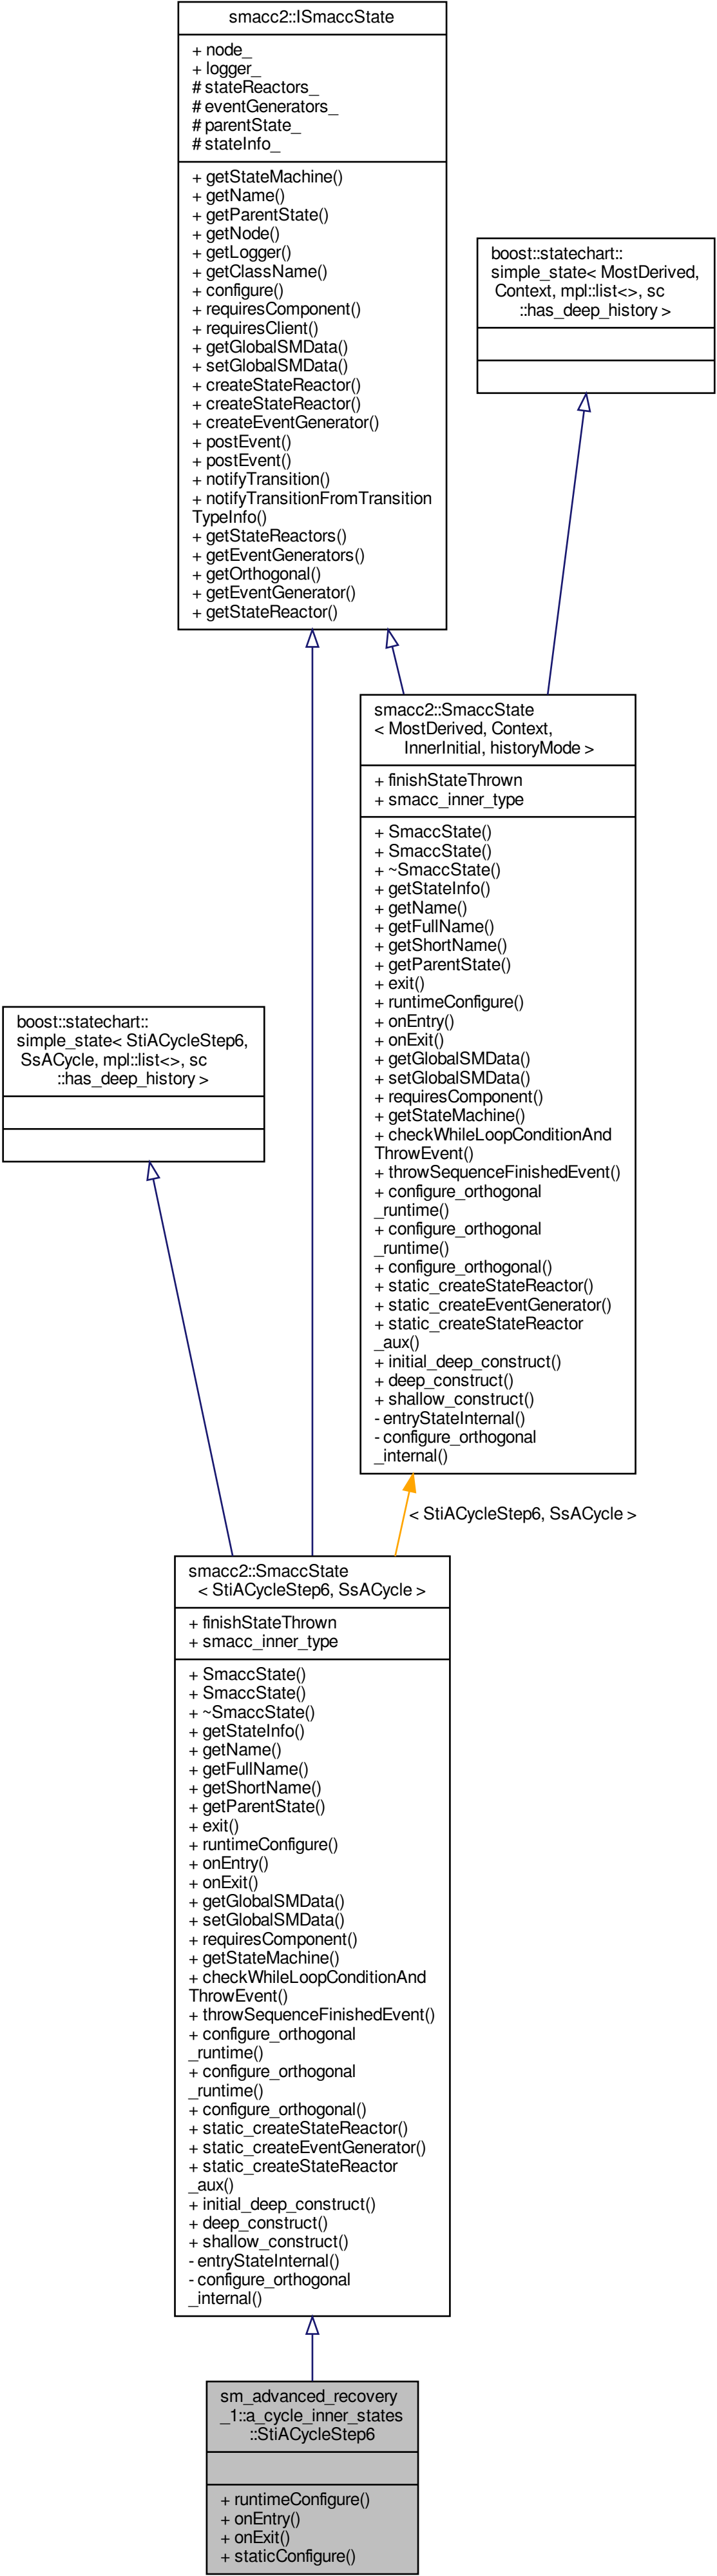 smacc2::ISmaccState
+ node_
+ logger_
# stateReactors_
# eventGenerators_
# parentState_
# stateInfo_
+ getStateMachine()
+ getName()
+ getParentState()
+ getNode()
+ getLogger()
+ getClassName()
+ configure()
+ requiresComponent()
+ requiresClient()
+ getGlobalSMData()
+ setGlobalSMData()
+ createStateReactor()
+ createStateReactor()
+ createEventGenerator()
+ postEvent()
+ postEvent()
+ notifyTransition()
+ notifyTransitionFromTransition
TypeInfo()
+ getStateReactors()
+ getEventGenerators()
+ getOrthogonal()
+ getEventGenerator()
+ getStateReactor()
boost::statechart::
simple_state< MostDerived,
Context, mpl::list<>, sc
::has_deep_history >
smacc2::SmaccState
< MostDerived, Context,
InnerInitial, historyMode >
+ finishStateThrown
+ smacc_inner_type
+ SmaccState()
+ SmaccState()
+ ~SmaccState()
+ getStateInfo()
+ getName()
+ getFullName()
+ getShortName()
+ getParentState()
+ exit()
+ runtimeConfigure()
+ onEntry()
+ onExit()
+ getGlobalSMData()
+ setGlobalSMData()
+ requiresComponent()
+ getStateMachine()
+ checkWhileLoopConditionAnd
ThrowEvent()
+ throwSequenceFinishedEvent()
+ configure_orthogonal
_runtime()
+ configure_orthogonal
_runtime()
+ configure_orthogonal()
+ static_createStateReactor()
+ static_createEventGenerator()
+ static_createStateReactor
_aux()
+ initial_deep_construct()
+ deep_construct()
+ shallow_construct()
- entryStateInternal()
- configure_orthogonal
_internal()
boost::statechart::
simple_state< StiACycleStep6,
SsACycle, mpl::list<>, sc
::has_deep_history >
< StiACycleStep6, SsACycle >
smacc2::SmaccState
< StiACycleStep6, SsACycle >
+ finishStateThrown
+ smacc_inner_type
+ SmaccState()
+ SmaccState()
+ ~SmaccState()
+ getStateInfo()
+ getName()
+ getFullName()
+ getShortName()
+ getParentState()
+ exit()
+ runtimeConfigure()
+ onEntry()
+ onExit()
+ getGlobalSMData()
+ setGlobalSMData()
+ requiresComponent()
+ getStateMachine()
+ checkWhileLoopConditionAnd
ThrowEvent()
+ throwSequenceFinishedEvent()
+ configure_orthogonal
_runtime()
+ configure_orthogonal
_runtime()
+ configure_orthogonal()
+ static_createStateReactor()
+ static_createEventGenerator()
+ static_createStateReactor
_aux()
+ initial_deep_construct()
+ deep_construct()
+ shallow_construct()
- entryStateInternal()
- configure_orthogonal
_internal()
sm_advanced_recovery
_1::a_cycle_inner_states
::StiACycleStep6
+ runtimeConfigure()
+ onEntry()
+ onExit()
+ staticConfigure()